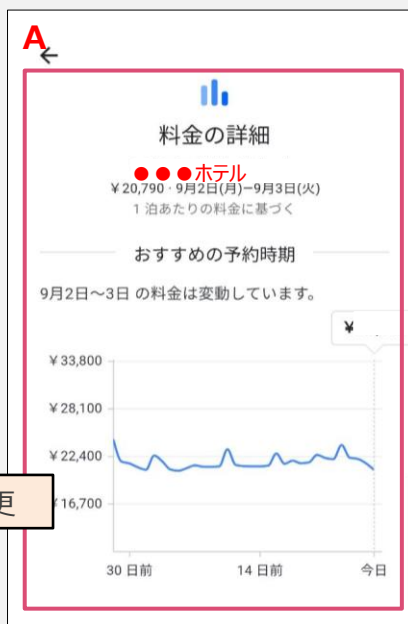 A
←
料金の詳細
●●●ホテル
￥20,790・9月2日(月)–9月3日(火)
1 泊あたりの料金に基づく
おすすめの予約時期
9月2日〜3日 の料金は変動しています。
￥
￥33,800
￥28,100
￥22,400
更
16,700
30 日前
14 日前
今日